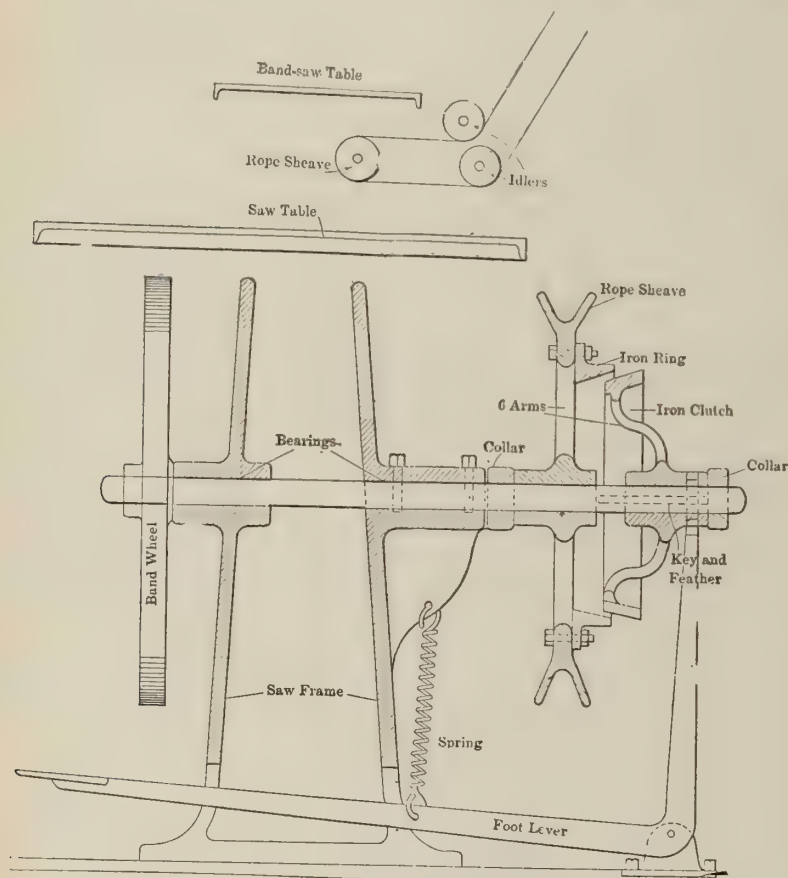 Band-saw Table
Rope Sheave
Idlers
Saw Table
Rope Sheave
Iron Ring
6 Arms
Iron Clutch
Bearings
Collar
Collar
Band Wheel
Key and
Feather
Saw Frame
Spring
Foot Lever